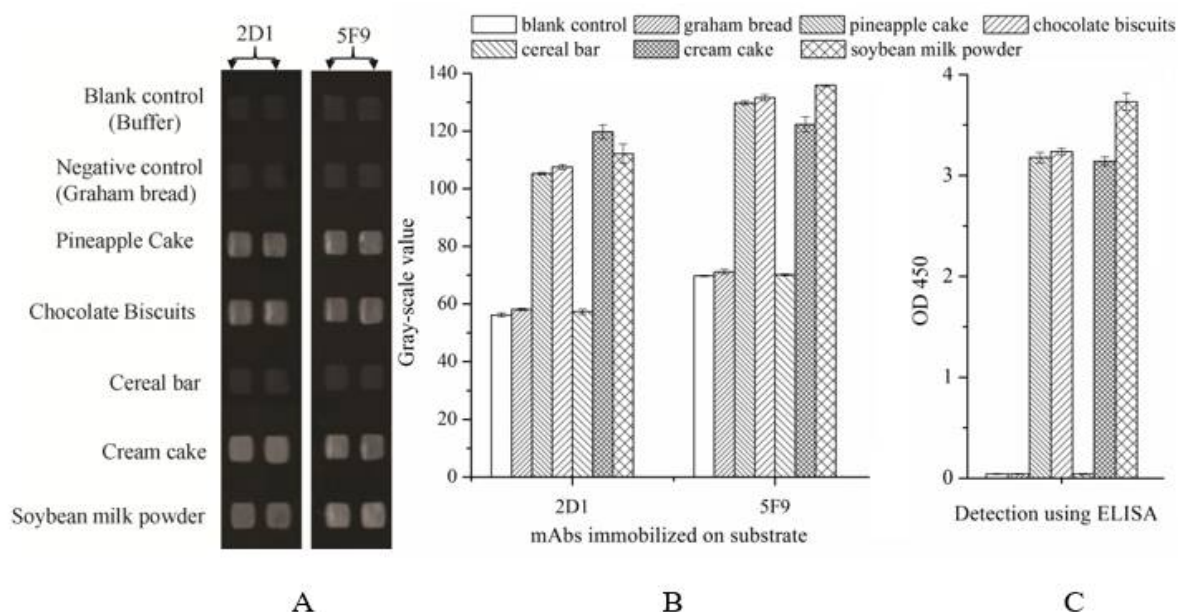 2D1 5F9
Blank control
(Buffer)
Negative control
(Graham bread)
Pineapple Cake
Chocolate Biscuits
Cereal bar
Cream cake
Soybean milk powder
A
blank control graham bread pineapple cake chocolate biscuits
cereal bar cream cake soybean milk powder
140
120
100
80
60
40
20
0
Gray-scale value
2D1 5F9
mAbs immobilized on substrate
B
4
3
2
1
0
OD 450
Detection using ELISA
C